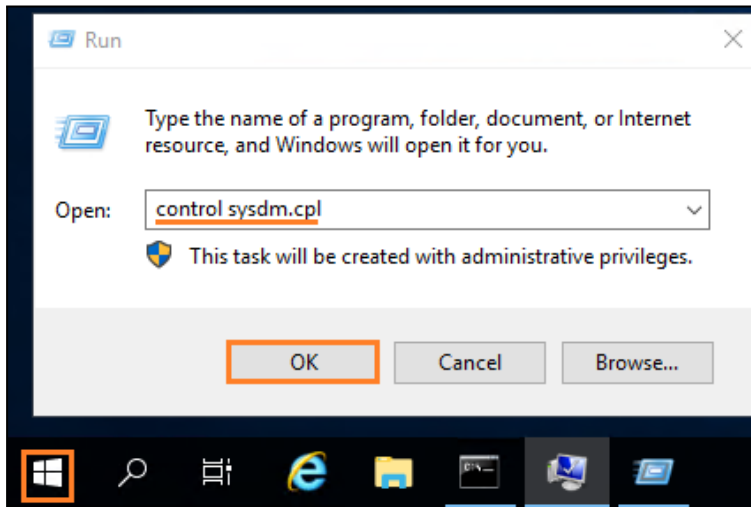 Run
Type the name of a program, folder, document, or Internet
resource, and Windows will open it for you.
Open: control sysdm.cpl
This task will be created with administrative privileges.
OK Cancel Browse...